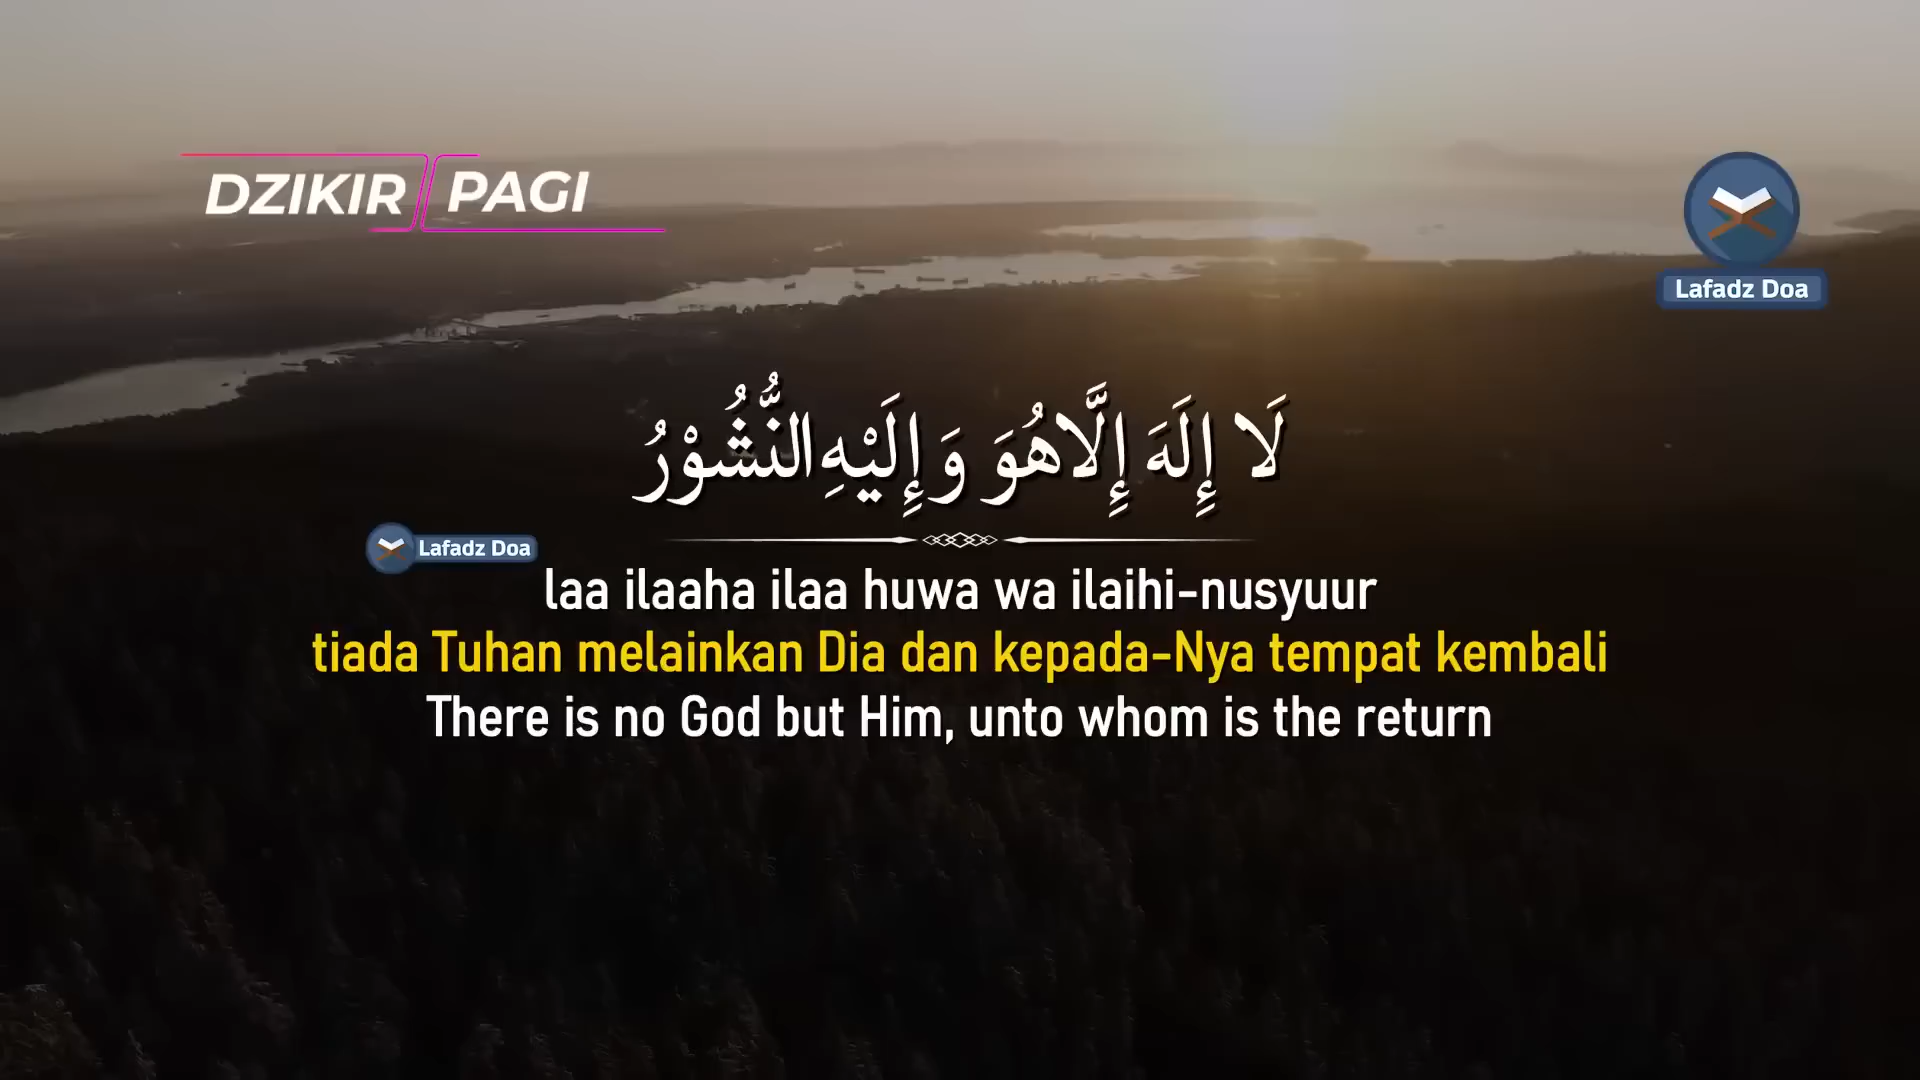 DZIKIR PAGI
Lafadz Doa
لَا إِلَهَ إِلَّاهُوَ وَإِلَيْهِ النُّشُوْرُ
Lafadz Doa
laa ilaaha ilaa huwa wa ilaihi-nusyuur
tiada Tuhan melainkan Dia dan kepada-Nya tempat kembali
There is no God but Him, unto whom is the return